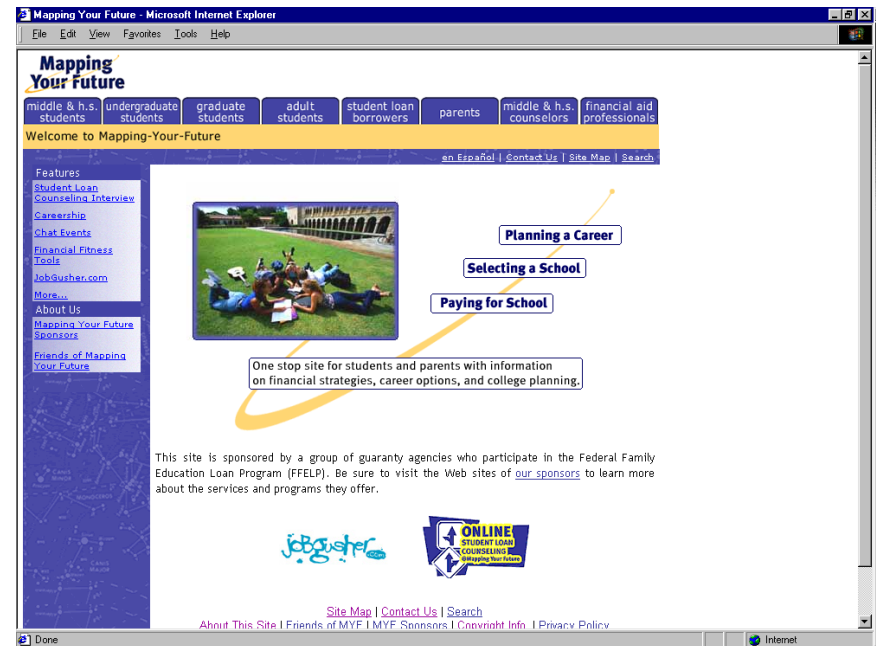 Mapping Your Future - Microsoft Internet Explorer
File Edit View Favorites Tools Help
Mapping
Your Future
middle & h.s. students
undergraduate students
graduate students
adult students
student loan borrowers
parents
middle & h.s. counselors
financial aid professionals
Welcome to Mapping-Your-Future
en Español | Contact Us | Site Map | Search
Features
Student Loan
Counseling Interview
Careership
Chat Events
Financial Fitness
Tools
JobGusher.com
More...
About Us
Mapping Your Future
Sponsors
Friends of Mapping
Your Future
Planning a Career
Selecting a School
Paying for School
One stop site for students and parents with information
on financial strategies, career options, and college planning.
This site is sponsored by a group of guaranty agencies who participate in the Federal Family
Education Loan Program (FFELP). Be sure to visit the Web sites of our sponsors to learn more
about the services and programs they offer.
jobgusher.com
ONLINE
STUDENT LOAN
COUNSELING
@Mapping Your Future
CANIS
MINOR
MONOCEROS
CANIS
MAJOR
Site Map | Contact Us | Search
About This Site | Friends of MYF | MYF Sponsors | Copyright Info. | Privacy Policy
Done
Internet